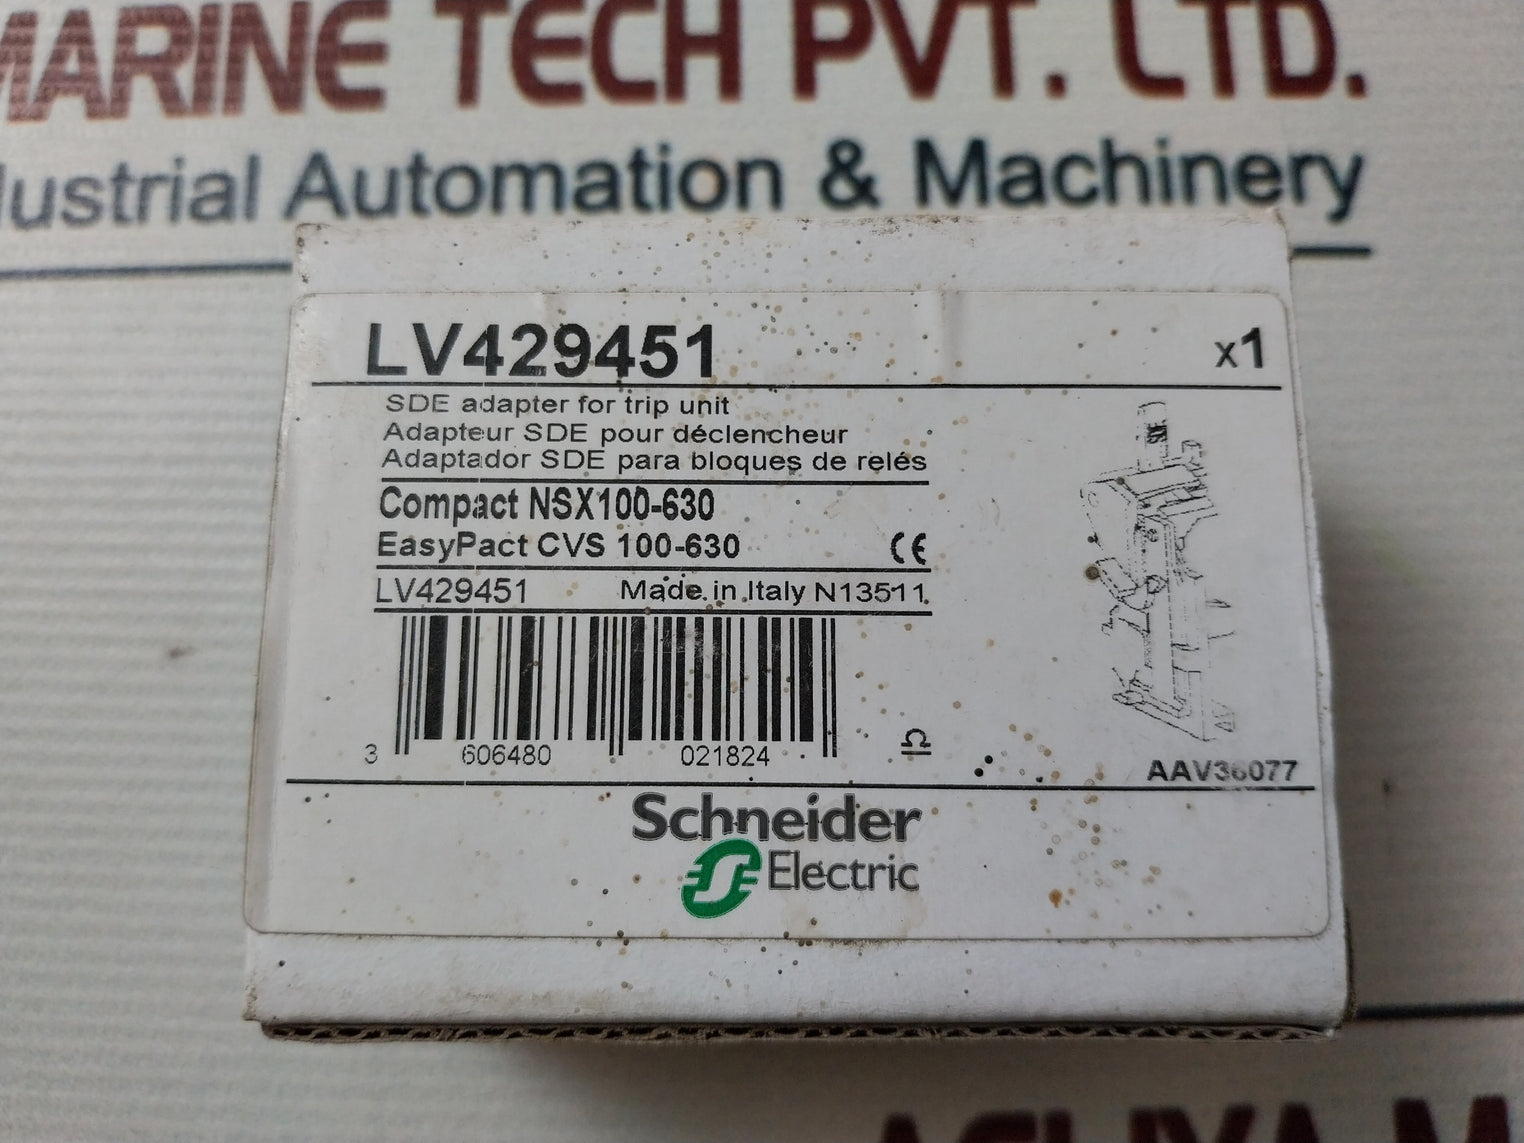 MARINE TECH PVT. LTD.
dustrial Automation & Machinery
LV429451 x1
SDE adapter for trip unit
Adapteur SDE pour déclencheur
Adaptador SDE para bloques de relés
Compact NSX100-630
EasyPact CVS 100-630 CE
LV429451 Made in Italy N13511
3 606480 021824
AAV36077
Schneider
Electric